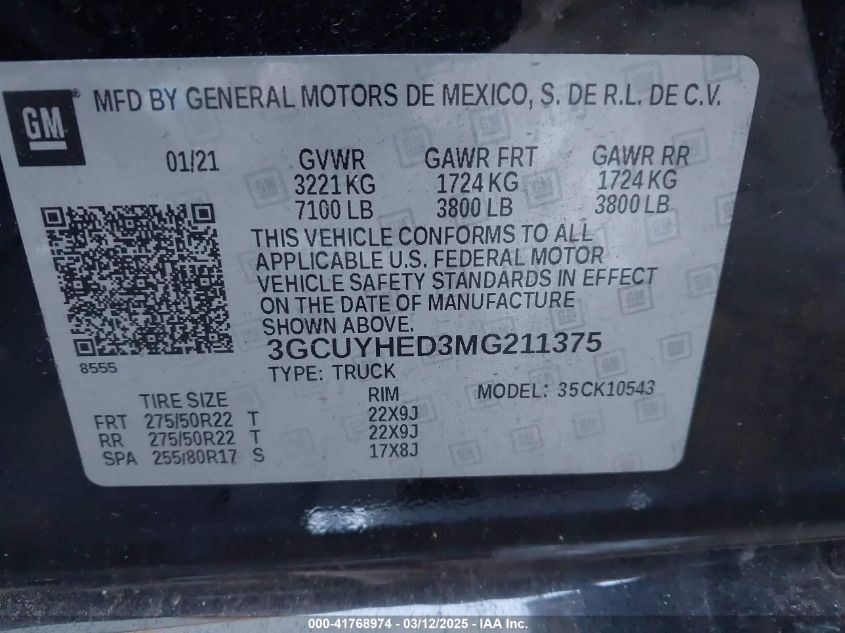 GM ® MFD BY GENERAL MOTORS DE MEXICO, S. DE R.L. DE C.V.
01/21 GVWR GAWR FRT GAWR RR
3221 KG 1724 KG 1724 KG
7100 LB 3800 LB 3800 LB
THIS VEHICLE CONFORMS TO ALL
APPLICABLE U.S. FEDERAL MOTOR
VEHICLE SAFETY STANDARDS IN EFFECT
ON THE DATE OF MANUFACTURE
SHOWN ABOVE.
3GCUYHED3MG211375
8555 TYPE: TRUCK
TIRE SIZE RIM MODEL: 35CK10543
FRT 275/50R22 T 22X9J
RR 275/50R22 T 22X9J
SPA 255/80R17 S 17X8J
000-41768974 - 03/12/2025 - IAA Inc.